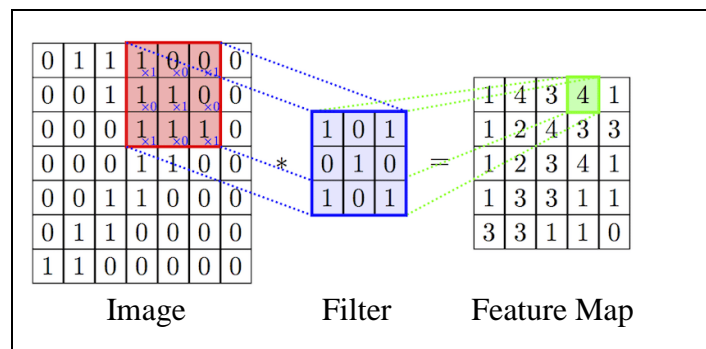 0 1 1 1×1 0×0 0×1 0
0 0 1 1×0 1×1 0×0 0
0 0 0 1×1 1×0 1×1 0
0 0 0 1 1 0 0
0 0 1 1 0 0 0
0 1 1 0 0 0 0
1 1 0 0 0 0 0
*
1 0 1
0 1 0
1 0 1
=
1 4 3 4 1
1 2 4 3 3
1 2 3 4 1
1 3 3 1 1
3 3 1 1 0
Image Filter Feature Map